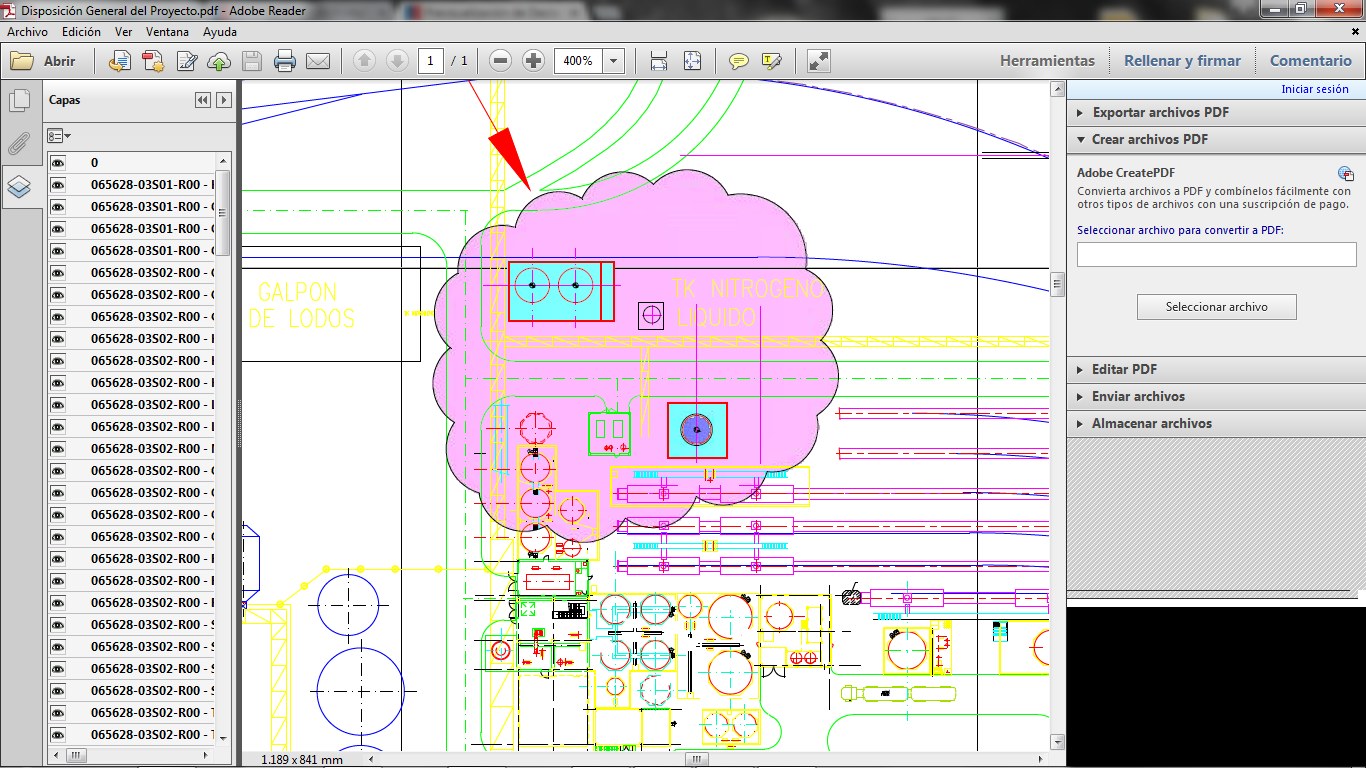 Disposición General del Proyecto.pdf - Adobe Reader
Archivo Edición Ver Ventana Ayuda
Abrir
1 / 1
400%
Herramientas
Rellenar y firmar
Comentario
Capas
0
065628-03S01-R00 -
065628-03S01-R00 - C
065628-03S01-R00 - C
065628-03S01-R00 - C
065628-03S02-R00 - C
065628-03S02-R00 - C
065628-03S02-R00 - C
065628-03S02-R00 -
065628-03S02-R00 -
065628-03S02-R00 -
065628-03S02-R00 -
065628-03S02-R00 -
065628-03S02-R00 -
065628-03S02-R00 - C
065628-03S02-R00 - C
065628-03S02-R00 - C
065628-03S02-R00 - C
065628-03S02-R00 -
065628-03S02-R00 -
065628-03S02-R00 -
065628-03S02-R00 - S
065628-03S02-R00 - S
065628-03S02-R00 - S
065628-03S02-R00 - S
065628-03S02-R00 - T
065628-03S02-R00 - T
GALPON
DE LODOS
TK NITROGENO
LIQUIDO
1.189 x 841 mm
Iniciar sesión
Exportar archivos PDF
Crear archivos PDF
Adobe CreatePDF
Convierta archivos a PDF y combínelos fácilmente con
otros tipos de archivos con una suscripción de pago.
Seleccionar archivo para convertir a PDF:
Seleccionar archivo
Editar PDF
Enviar archivos
Almacenar archivos